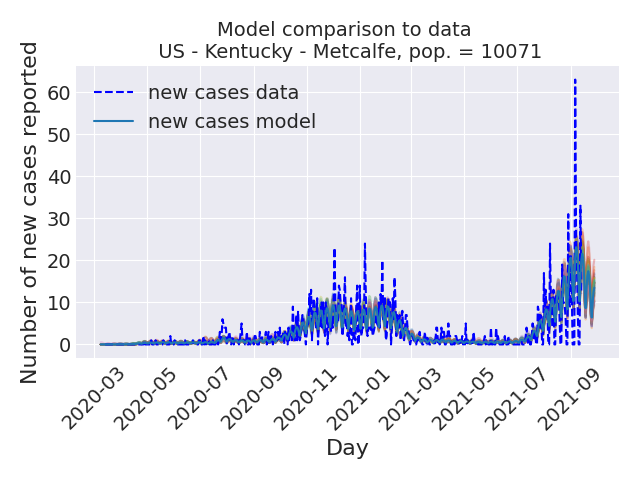 Model comparison to data
US - Kentucky - Metcalfe, pop. = 10071
Number of new cases reported
new cases data
new cases model
60
50
40
30
20
10
0
2020-03
2020-05
2020-07
2020-09
2020-11
2021-01
2021-03
2021-05
2021-07
2021-09
Day